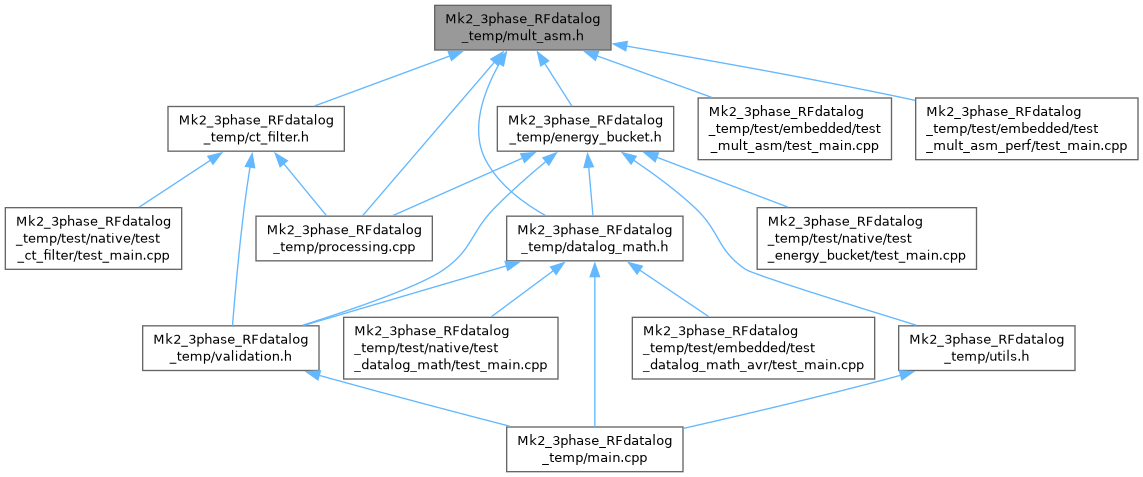 Mk2_3phase_RFdatalog
_temp/mult_asm.h
Mk2_3phase_RFdatalog
_temp/ct_filter.h
Mk2_3phase_RFdatalog
_temp/energy_bucket.h
Mk2_3phase_RFdatalog
_temp/test/embedded/test
_mult_asm/test_main.cpp
Mk2_3phase_RFdatalog
_temp/test/embedded/test
_mult_asm_perf/test_main.cpp
Mk2_3phase_RFdatalog
_temp/test/native/test
_ct_filter/test_main.cpp
Mk2_3phase_RFdatalog
_temp/processing.cpp
Mk2_3phase_RFdatalog
_temp/datalog_math.h
Mk2_3phase_RFdatalog
_temp/test/native/test
_energy_bucket/test_main.cpp
Mk2_3phase_RFdatalog
_temp/validation.h
Mk2_3phase_RFdatalog
_temp/test/native/test
_datalog_math/test_main.cpp
Mk2_3phase_RFdatalog
_temp/test/embedded/test
_datalog_math_avr/test_main.cpp
Mk2_3phase_RFdatalog
_temp/utils.h
Mk2_3phase_RFdatalog
_temp/main.cpp